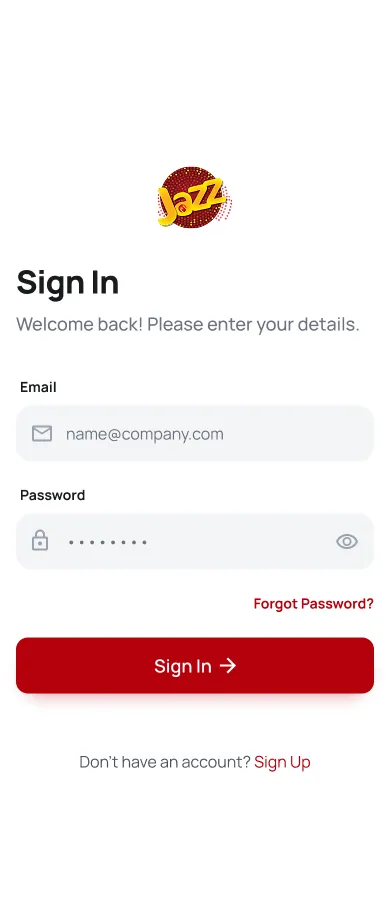 Jazz
Sign In
Welcome back! Please enter your details.
Email
name@company.com
Password
••••••••
Forgot Password?
Sign In →
Don't have an account? Sign Up